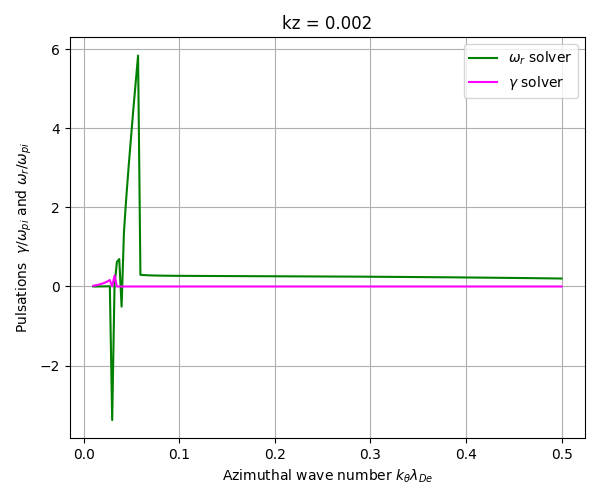 kz = 0.002
6
4
2
0
−2
Pulsations γ/ω_pi and ω_r/ω_pi
ω_r solver
γ solver
0.0
0.1
0.2
0.3
0.4
0.5
Azimuthal wave number k_θλ_De